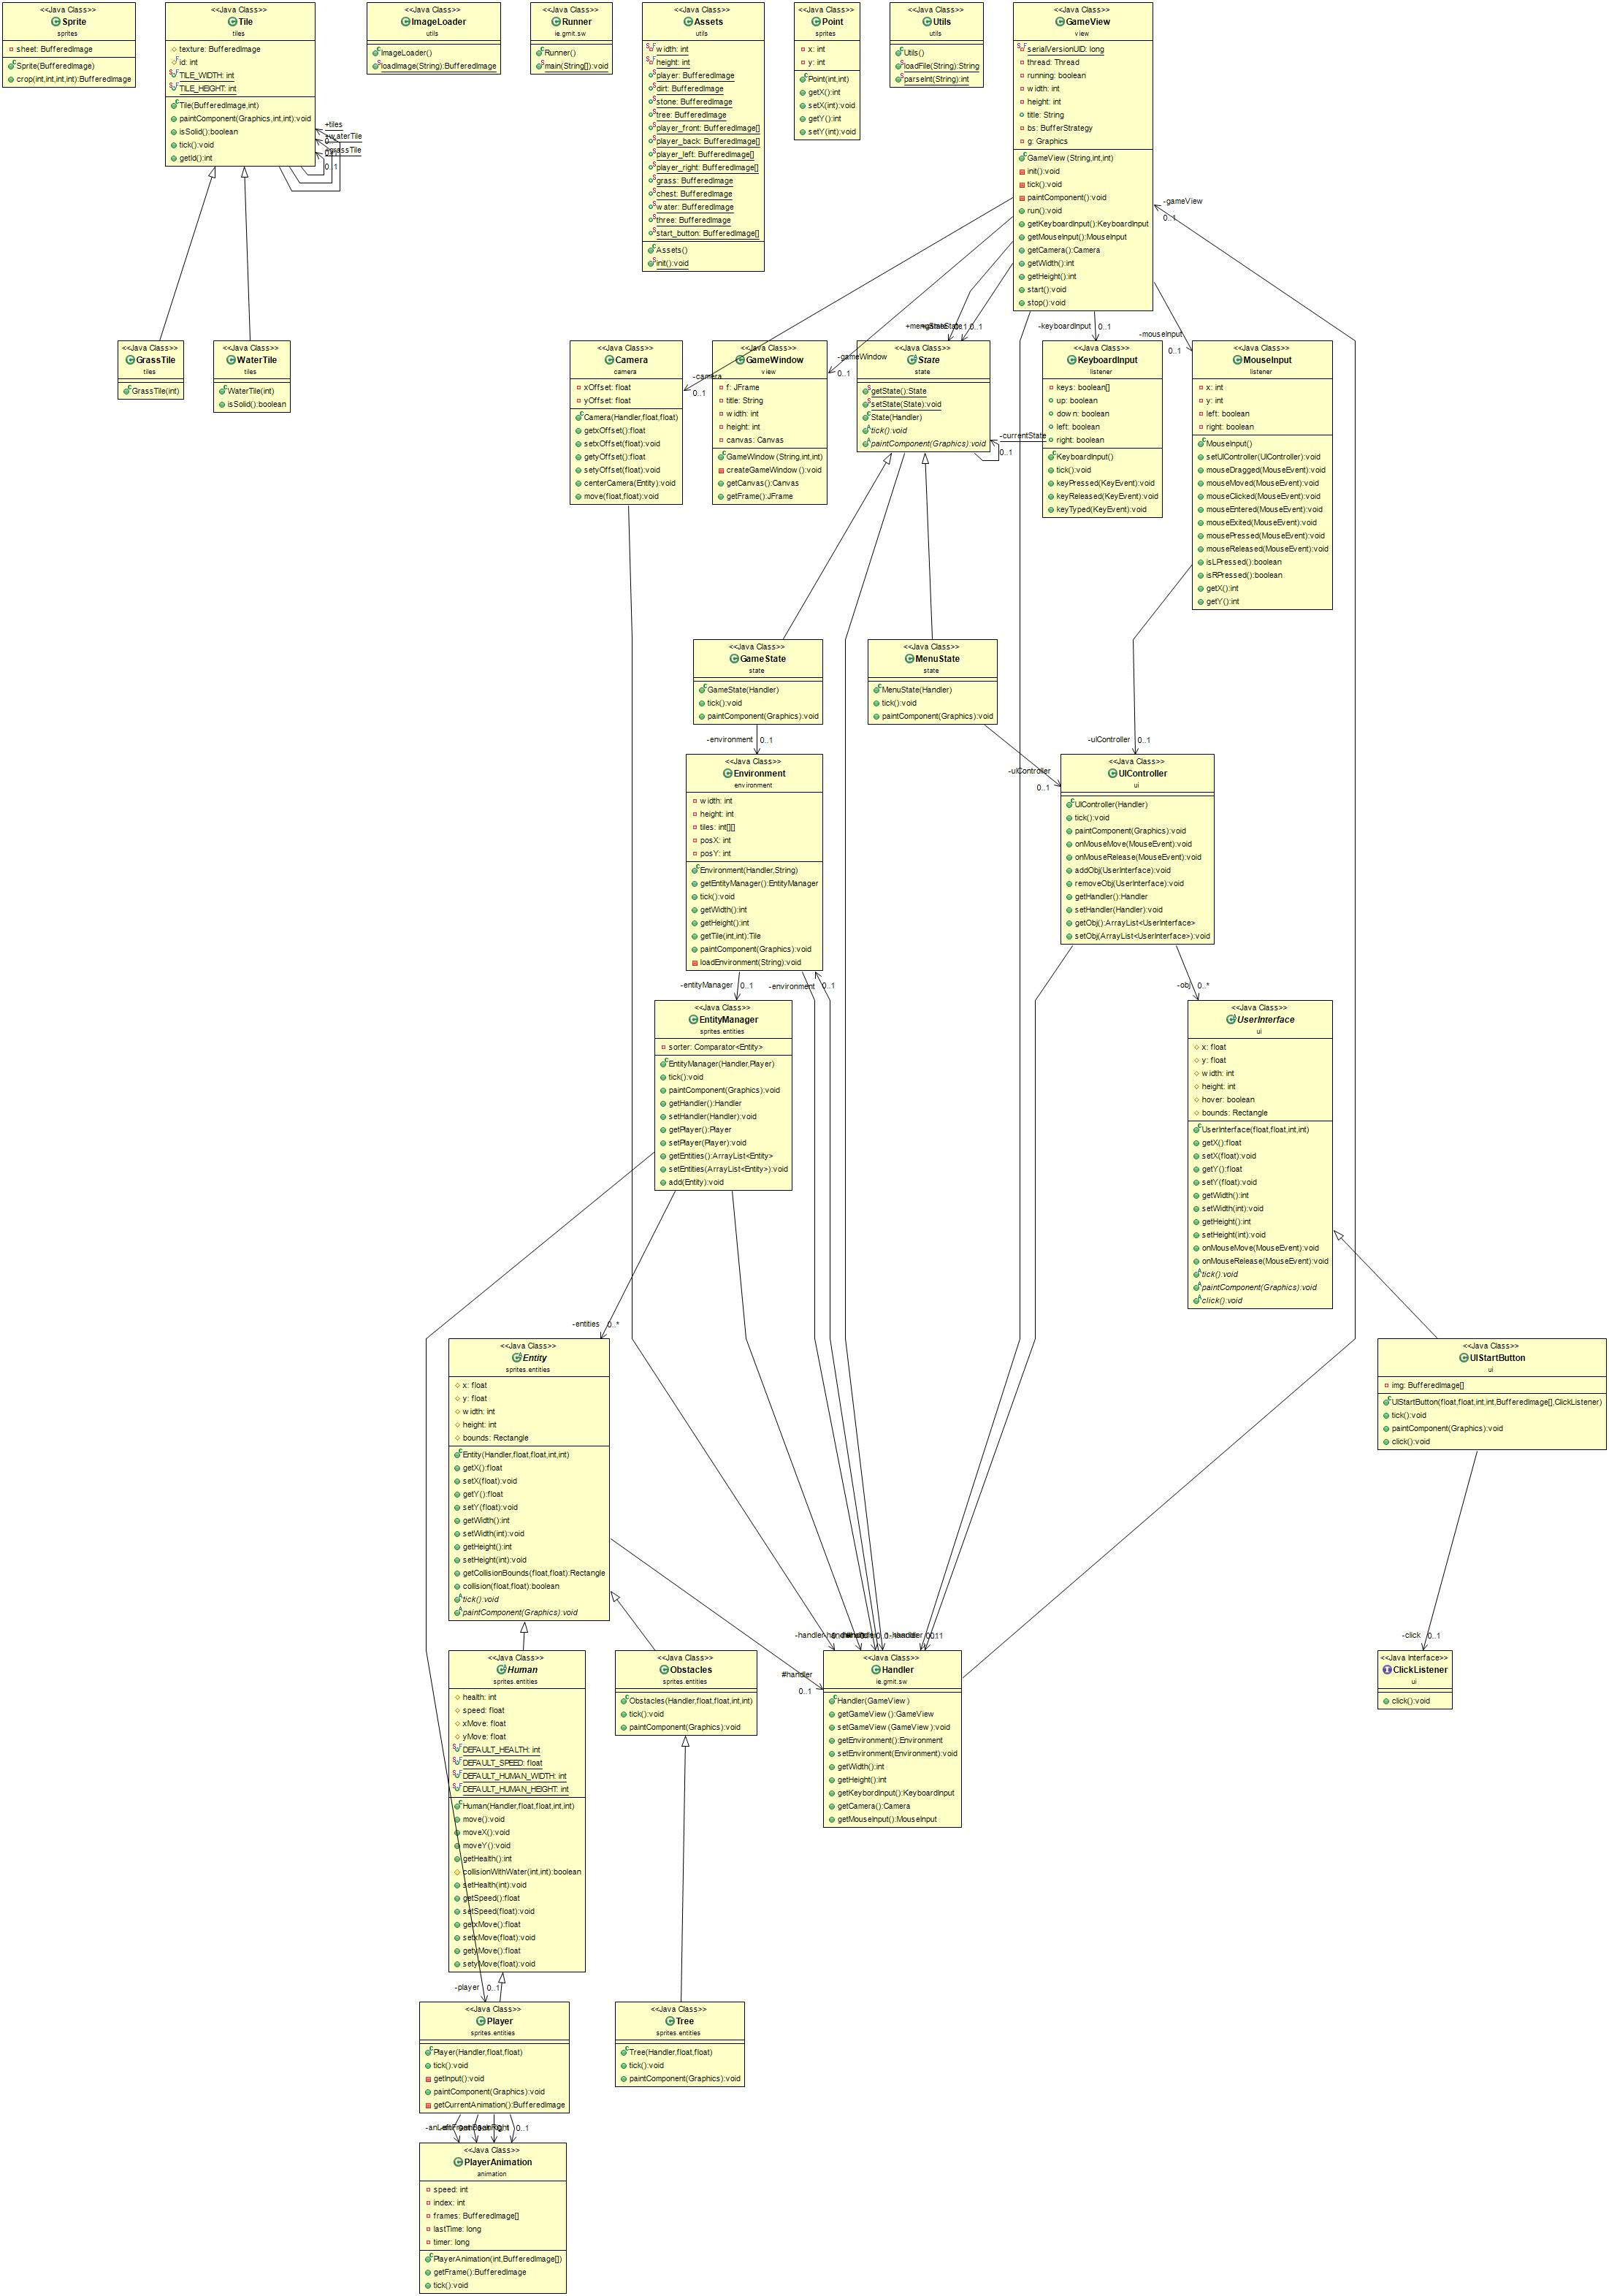 <<Java Class>>
Sprite
sprites
sheet: BufferedImage
Sprite(BufferedImage)
crop(int,int,int,int):BufferedImage
<<Java Class>>
Tile
tiles
texture: BufferedImage
id: int
TILE_WIDTH: int
TILE_HEIGHT: int
Tile(BufferedImage,int)
paintComponent(Graphics,int,int):void
isSolid():boolean
tick():void
getId():int
+tiles
0..1
<<Java Class>>
ImageLoader
utils
ImageLoader()
loadImage(String):BufferedImage
<<Java Class>>
Runner
ie.gmit.sw
Runner()
main(String[]):void
<<Java Class>>
Assets
utils
width: int
height: int
player: BufferedImage
dirt: BufferedImage
stone: BufferedImage
tree: BufferedImage
player_front: BufferedImage[]
player_back: BufferedImage[]
player_left: BufferedImage[]
player_right: BufferedImage[]
grass: BufferedImage
chest: BufferedImage
water: BufferedImage
three: BufferedImage
start_button: BufferedImage[]
Assets()
init():void
<<Java Class>>
Point
sprites
x: int
y: int
Point(int,int)
getX():int
setX(int):void
getY():int
setY(int):void
<<Java Class>>
Utils
utils
Utils()
loadFile(String):String
parseInt(String):int
<<Java Class>>
GameView
view
serialVersionUID: long
thread: Thread
running: boolean
width: int
height: int
title: String
bs: BufferStrategy
g: Graphics
GameView(String,int,int)
init():void
tick():void
paintComponent():void
run():void
getKeyboardInput():KeyboardInput
getMouseInput():MouseInput
getCamera():Camera
getWidth():int
getHeight():int
start():void
stop():void
-gameView
0..1
<<Java Class>>
GrassTile
tiles
GrassTile(int)
<<Java Class>>
WaterTile
tiles
WaterTile(int)
isSolid():boolean
<<Java Class>>
Camera
camera
xOffset: float
yOffset: float
Camera(Handler,float,float)
getxOffset():float
setxOffset(float):void
getyOffset():float
setyOffset(float):void
centerCamera(Entity):void
move(float,float):void
-camera
0..1
<<Java Class>>
GameWindow
view
f: JFrame
title: String
width: int
height: int
canvas: Canvas
GameWindow(String,int,int)
createGameWindow():void
getCanvas():Canvas
getFrame():JFrame
-gameWindow
0..1
0..1
<<Java Class>>
State
state
getState():State
setState(State):void
State(Handler)
tick():void
paintComponent(Graphics):void
-currentState
0..1
-keyboardInput
0..1
<<Java Class>>
KeyboardInput
listener
keys: boolean[]
up: boolean
down: boolean
left: boolean
right: boolean
KeyboardInput()
tick():void
keyPressed(KeyEvent):void
keyReleased(KeyEvent):void
keyTyped(KeyEvent):void
-mouseInput
0..1
<<Java Class>>
MouseInput
listener
x: int
y: int
left: boolean
right: boolean
MouseInput()
setUIController(UIController):void
mouseDragged(MouseEvent):void
mouseMoved(MouseEvent):void
mouseClicked(MouseEvent):void
mouseEntered(MouseEvent):void
mouseExited(MouseEvent):void
mousePressed(MouseEvent):void
mouseReleased(MouseEvent):void
isLPressed():boolean
isRPressed():boolean
getX():int
getY():int
<<Java Class>>
GameState
state
GameState(Handler)
tick():void
paintComponent(Graphics):void
<<Java Class>>
MenuState
state
MenuState(Handler)
tick():void
paintComponent(Graphics):void
-environment
0..1
<<Java Class>>
Environment
environment
width: int
height: int
tiles: int[][]
posX: int
posY: int
Environment(Handler,String)
getEntityManager():EntityManager
tick():void
getWidth():int
getHeight():int
getTile(int,int):Tile
paintComponent(Graphics):void
loadEnvironment(String):void
-uIController
0..1
-uIController
0..1
<<Java Class>>
UIController
ui
UIController(Handler)
tick():void
paintComponent(Graphics):void
onMouseMove(MouseEvent):void
onMouseRelease(MouseEvent):void
addObj(UserInterface):void
removeObj(UserInterface):void
getHandler():Handler
setHandler(Handler):void
getObj():ArrayList<UserInterface>
setObj(ArrayList<UserInterface>):void
-entityManager
0..1
-environment
0..1
-obj
0..*
<<Java Class>>
EntityManager
sprites.entities
sorter: Comparator<Entity>
EntityManager(Handler,Player)
tick():void
paintComponent(Graphics):void
getHandler():Handler
setHandler(Handler):void
getPlayer():Player
setPlayer(Player):void
getEntities():ArrayList<Entity>
setEntities(ArrayList<Entity>):void
add(Entity):void
<<Java Class>>
UserInterface
ui
x: float
y: float
width: int
height: int
hover: boolean
bounds: Rectangle
UserInterface(float,float,int,int)
getX():float
setX(float):void
getY():float
setY(float):void
getWidth():int
setWidth(int):void
getHeight():int
setHeight(int):void
onMouseMove(MouseEvent):void
onMouseRelease(MouseEvent):void
tick():void
paintComponent(Graphics):void
click():void
-entities
0..*
<<Java Class>>
Entity
sprites.entities
x: float
y: float
width: int
height: int
bounds: Rectangle
Entity(Handler,float,float,int,int)
getX():float
setX(float):void
getY():float
setY(float):void
getWidth():int
setWidth(int):void
getHeight():int
setHeight(int):void
getCollisionBounds(float,float):Rectangle
collision(float,float):boolean
tick():void
paintComponent(Graphics):void
<<Java Class>>
UIStartButton
ui
img: BufferedImage[]
UIStartButton(float,float,int,int,BufferedImage[],ClickListener)
tick():void
paintComponent(Graphics):void
click():void
-click
0..1
<<Java Interface>>
ClickListener
ui
click():void
<<Java Class>>
Human
sprites.entities
health: int
speed: float
xMove: float
yMove: float
DEFAULT_HEALTH: int
DEFAULT_SPEED: float
DEFAULT_HUMAN_WIDTH: int
DEFAULT_HUMAN_HEIGHT: int
Human(Handler,float,float,int,int)
move():void
moveX():void
moveY():void
getHealth():int
collisionWithWater(int,int):boolean
setHealth(int):void
getSpeed():float
setSpeed(float):void
getxMove():float
setxMove(float):void
getyMove():float
setyMove(float):void
<<Java Class>>
Obstacles
sprites.entities
Obstacles(Handler,float,float,int,int)
tick():void
paintComponent(Graphics):void
-handler
#handler
0..1
<<Java Class>>
Handler
ie.gmit.sw
Handler(GameView)
getGameView():GameView
setGameView(GameView):void
getEnvironment():Environment
setEnvironment(Environment):void
getWidth():int
getHeight():int
getKeybordInput():KeyboardInput
getCamera():Camera
getMouseInput():MouseInput
-player
0..1
<<Java Class>>
Player
sprites.entities
Player(Handler,float,float)
tick():void
getInput():void
paintComponent(Graphics):void
getCurrentAnimation():BufferedImage
<<Java Class>>
Tree
sprites.entities
Tree(Handler,float,float)
tick():void
paintComponent(Graphics):void
0..1
<<Java Class>>
PlayerAnimation
animation
speed: int
index: int
frames: BufferedImage[]
lastTime: long
timer: long
PlayerAnimation(int,BufferedImage[])
getFrame():BufferedImage
tick():void